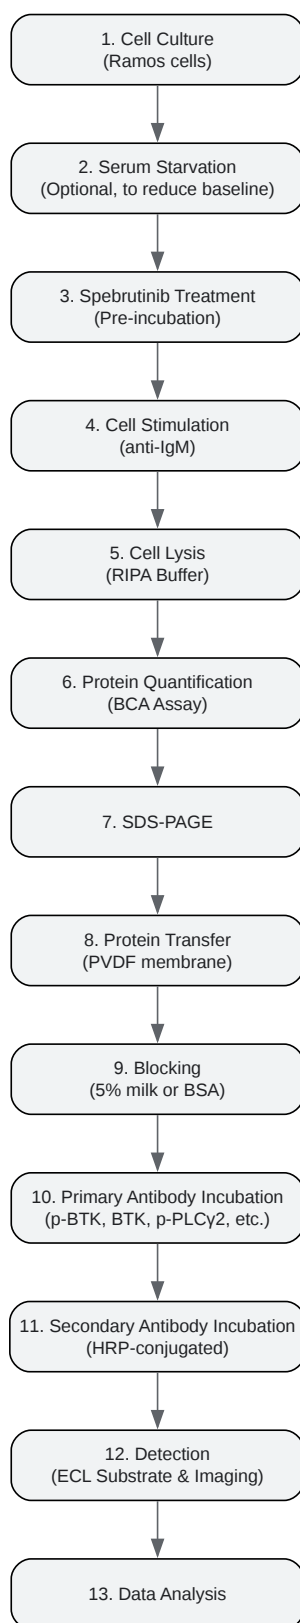 1. Cell Culture
(Ramos cells)
2. Serum Starvation
(Optional, to reduce baseline)
3. Spebrutinib Treatment
(Pre-incubation)
4. Cell Stimulation
(anti-IgM)
5. Cell Lysis
(RIPA Buffer)
6. Protein Quantification
(BCA Assay)
7. SDS-PAGE
8. Protein Transfer
(PVDF membrane)
9. Blocking
(5% milk or BSA)
10. Primary Antibody Incubation
(p-BTK, BTK, p-PLCγ2, etc.)
11. Secondary Antibody Incubation
(HRP-conjugated)
12. Detection
(ECL Substrate & Imaging)
13. Data Analysis